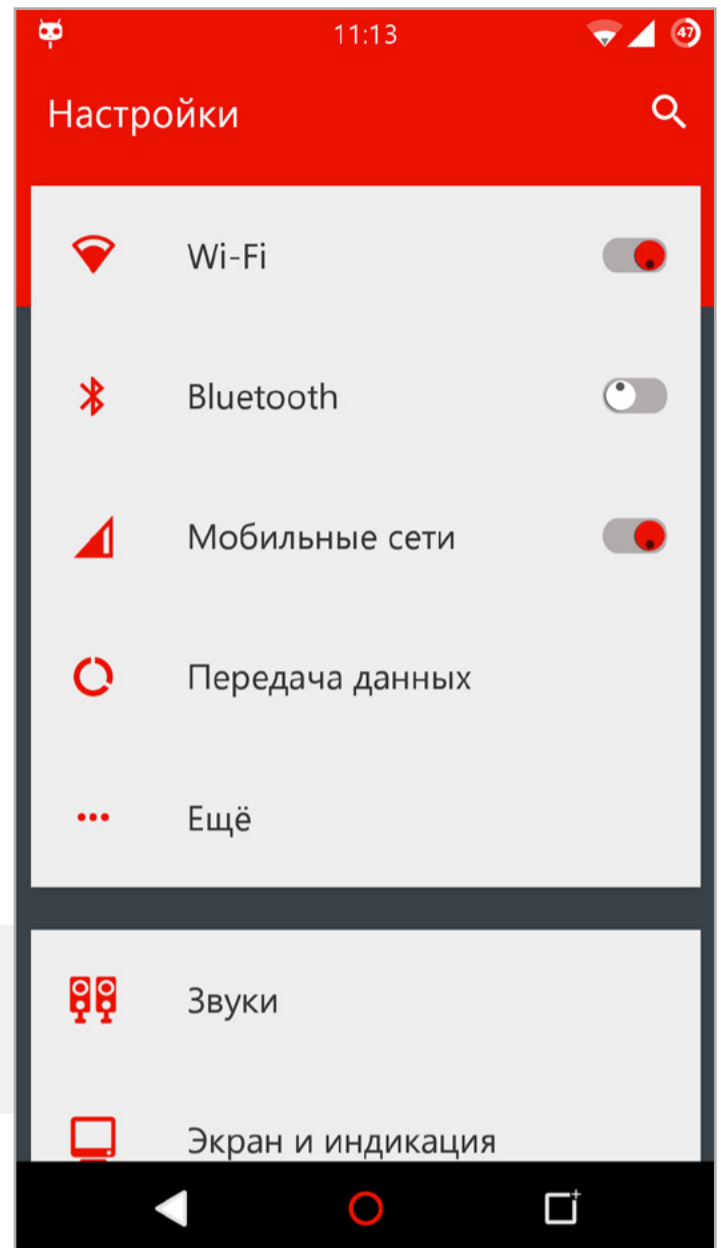 11:13
47
Настройки
Wi-Fi
Bluetooth
Мобильные сети
Передача данных
Ещё
Звуки
Экран и индикация